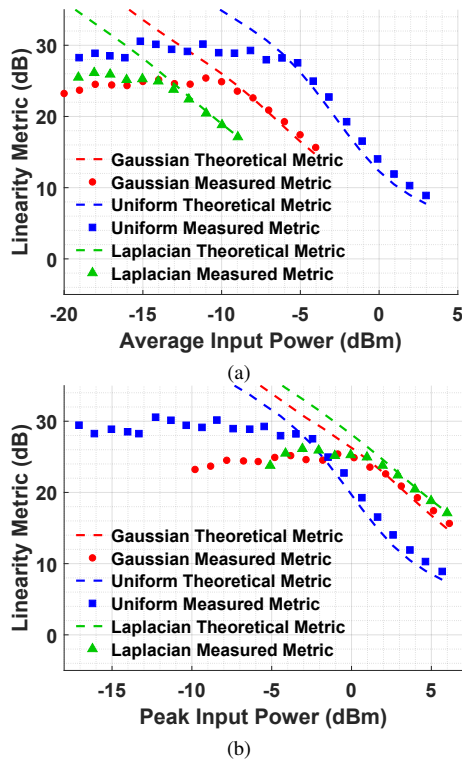 Linearity Metric (dB)
30
20
10
0
Gaussian Theoretical Metric
Gaussian Measured Metric
Uniform Theoretical Metric
Uniform Measured Metric
Laplacian Theoretical Metric
Laplacian Measured Metric
-20 -15 -10 -5 0 5
Average Input Power (dBm)
(a)
Linearity Metric (dB)
30
20
10
0
Gaussian Theoretical Metric
Gaussian Measured Metric
Uniform Theoretical Metric
Uniform Measured Metric
Laplacian Theoretical Metric
Laplacian Measured Metric
-15 -10 -5 0 5
Peak Input Power (dBm)
(b)